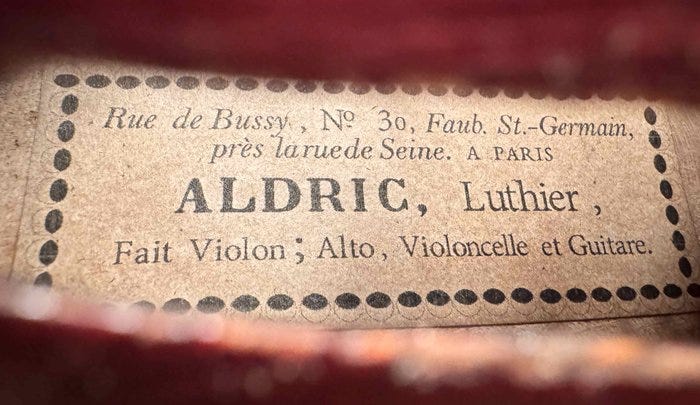 Rue de Bussy, Nº 30, Faub. St.-Germain,
près la rue de Seine. A PARIS
ALDRIC, Luthier,
Fait Violon; Alto, Violoncelle et Guitare.